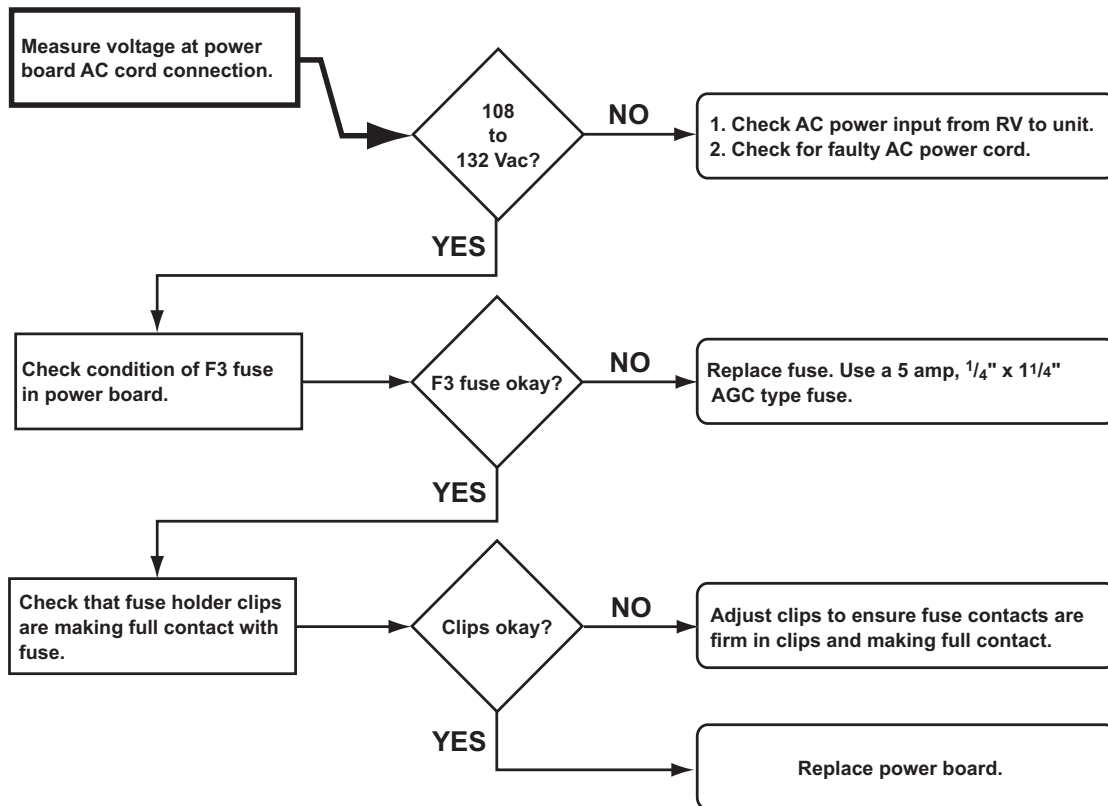 Measure voltage at power
board AC cord connection.
108
to
132 Vac?
NO
1. Check AC power input from RV to unit.
2. Check for faulty AC power cord.
YES
Check condition of F3 fuse
in power board.
F3 fuse okay?
NO
Replace fuse. Use a 5 amp, 1/4" x 11/4"
AGC type fuse.
YES
Check that fuse holder clips
are making full contact with
fuse.
Clips okay?
NO
Adjust clips to ensure fuse contacts are
firm in clips and making full contact.
YES
Replace power board.